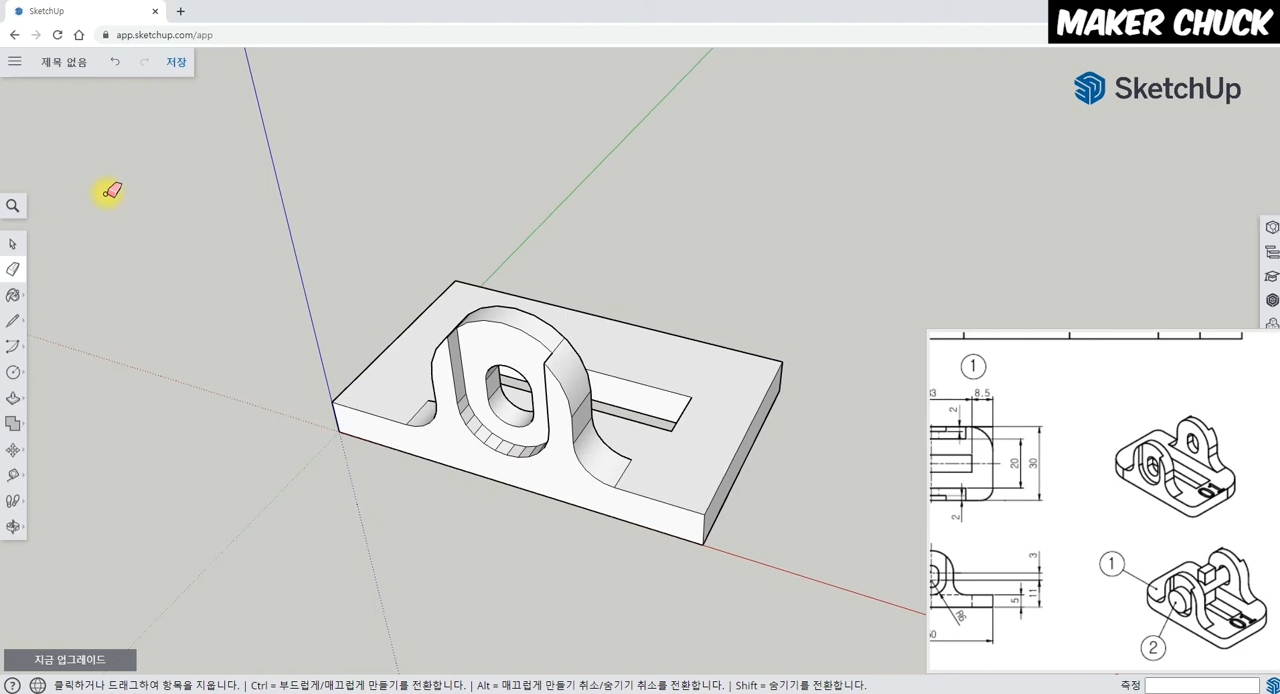 SketchUp
MAKER CHUCK
app.sketchup.com/app
제목 없음
저장
SketchUp
1
8.5
2
20
30
2
3
5
11
R6
01
1
2
01
지금 업그레이드
클릭하거나 드래그하여 항목을 지웁니다. | Ctrl = 부드럽게/매끄럽게 만들기를 전환합니다. | Alt = 매끄럽게 만들기 취소/숨기기 취소를 전환합니다. | Shift = 숨기기를 전환합니다.
측정